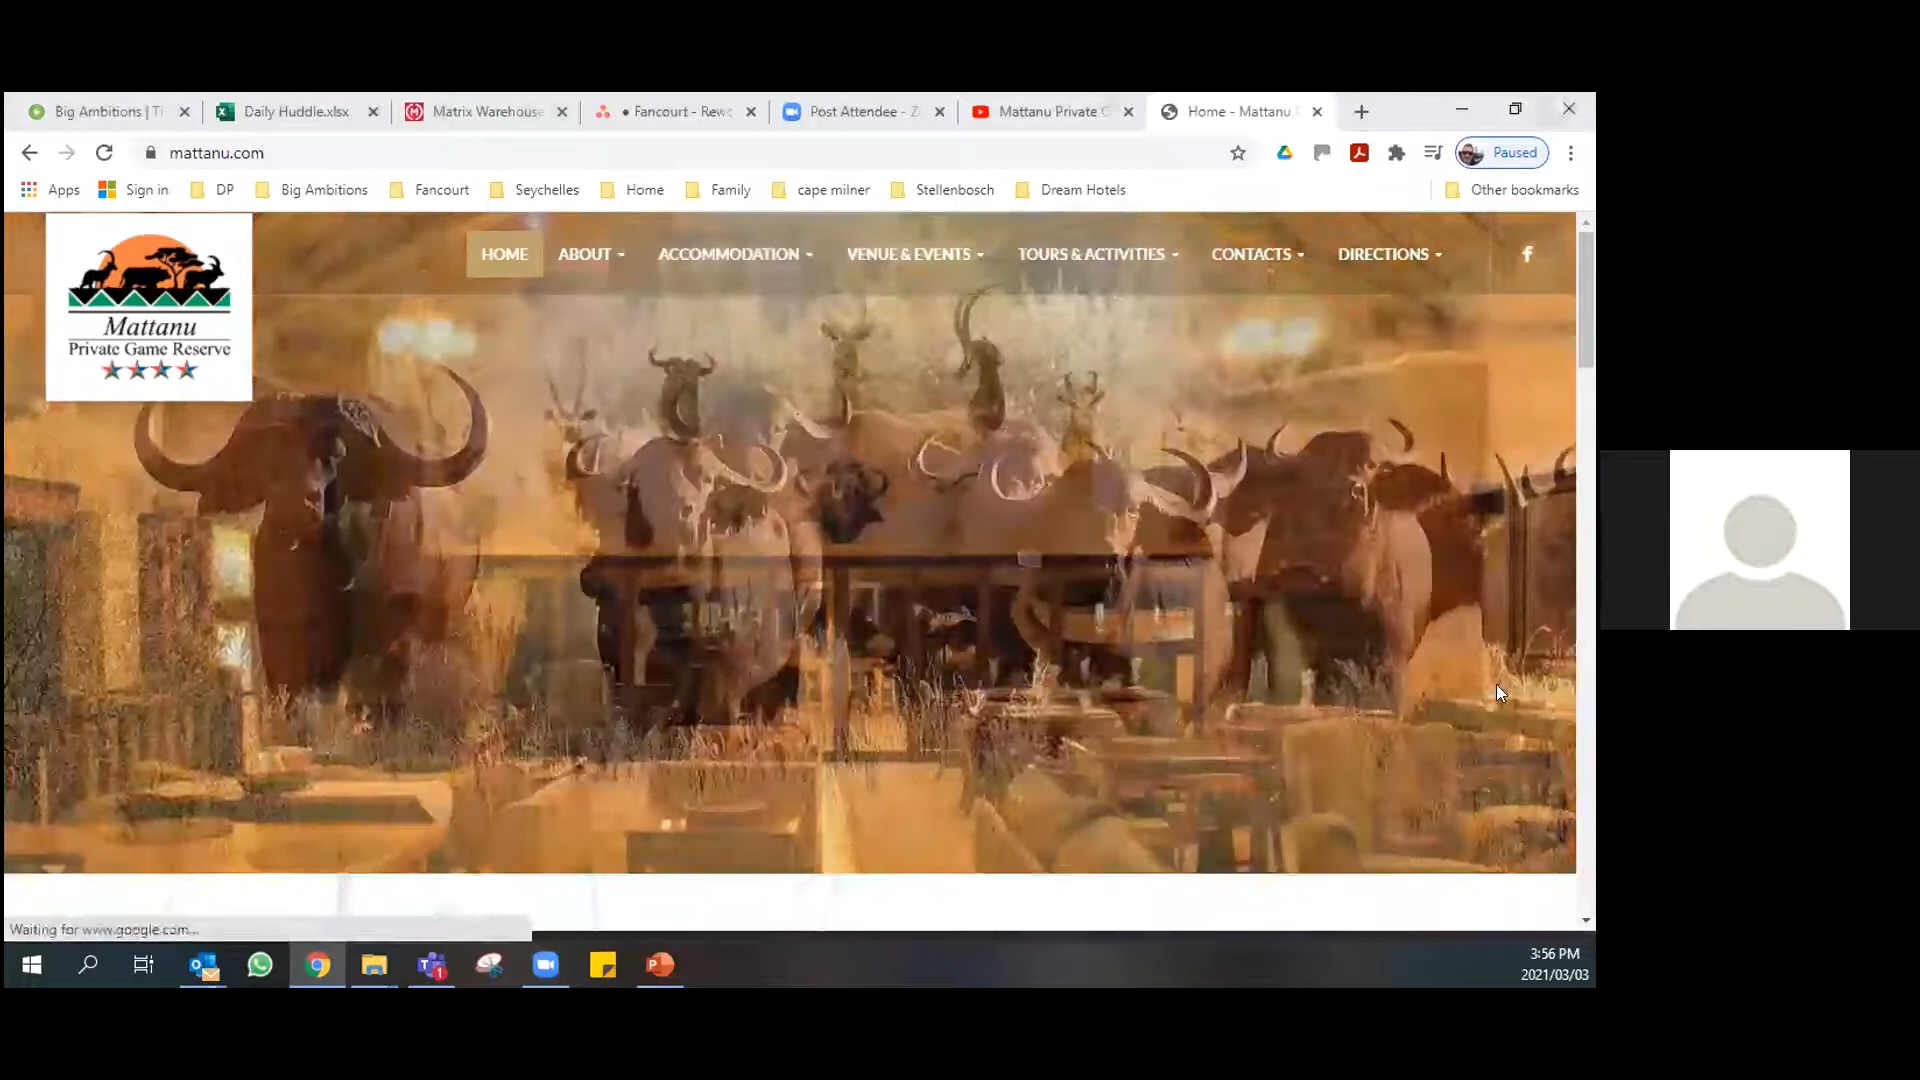 Big Ambitions | Ti
Daily Huddle.xlsx
Matrix Warehouse
• Fancourt - Rewo
Post Attendee - Z
Mattanu Private G
Home - Mattanu
mattanu.com
Paused
Apps
Sign in
DP
Big Ambitions
Fancourt
Seychelles
Home
Family
cape milner
Stellenbosch
Dream Hotels
Other bookmarks
Mattanu
Private Game Reserve
HOME
ABOUT
ACCOMMODATION
VENUE & EVENTS
TOURS & ACTIVITIES
CONTACTS
DIRECTIONS
f
Waiting for www.google.com...
1
3:56 PM
2021/03/03